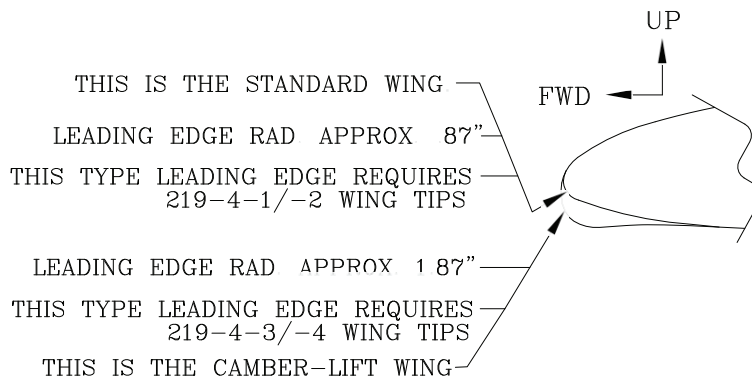 UP
FWD
THIS IS THE STANDARD WING
LEADING EDGE RAD. APPROX .87"
THIS TYPE LEADING EDGE REQUIRES
219-4-1/-2 WING TIPS
LEADING EDGE RAD. APPROX. 1.87"
THIS TYPE LEADING EDGE REQUIRES
219-4-3/-4 WING TIPS
THIS IS THE CAMBER-LIFT WING